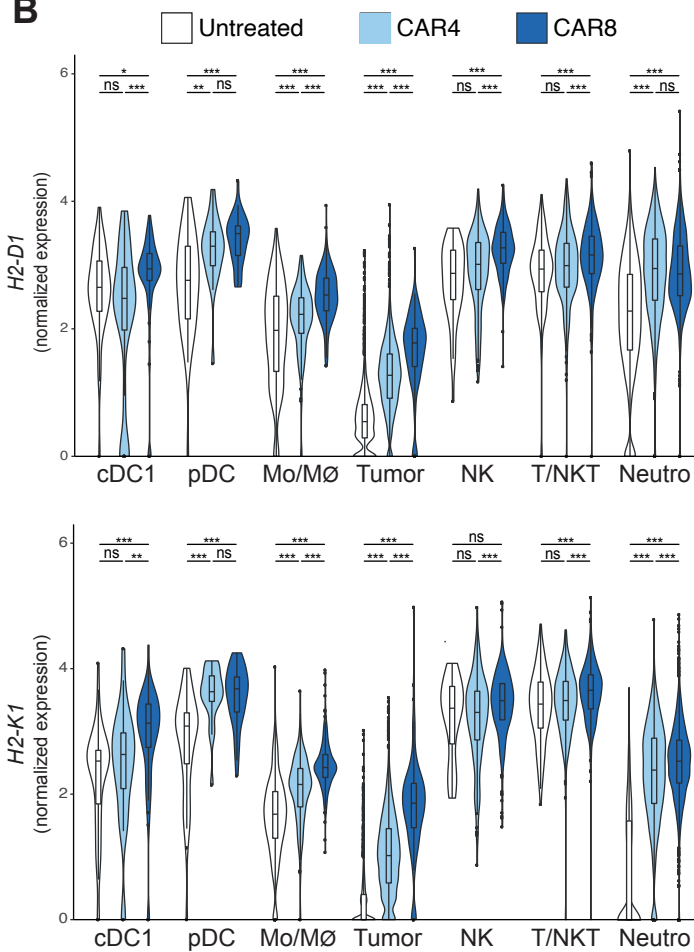 B
Untreated CAR4 CAR8
H2-D1
(normalized expression)
6
4
2
0
* *** *** *** *** *** ***
ns *** ** ns *** *** *** *** ns *** ns *** *** ns
cDC1 pDC Mo/MØ Tumor NK T/NKT Neutro
H2-K1
(normalized expression)
6
4
2
0
*** *** *** *** ns *** ***
ns ** *** ns *** *** *** *** ns *** ns *** *** ***
cDC1 pDC Mo/MØ Tumor NK T/NKT Neutro